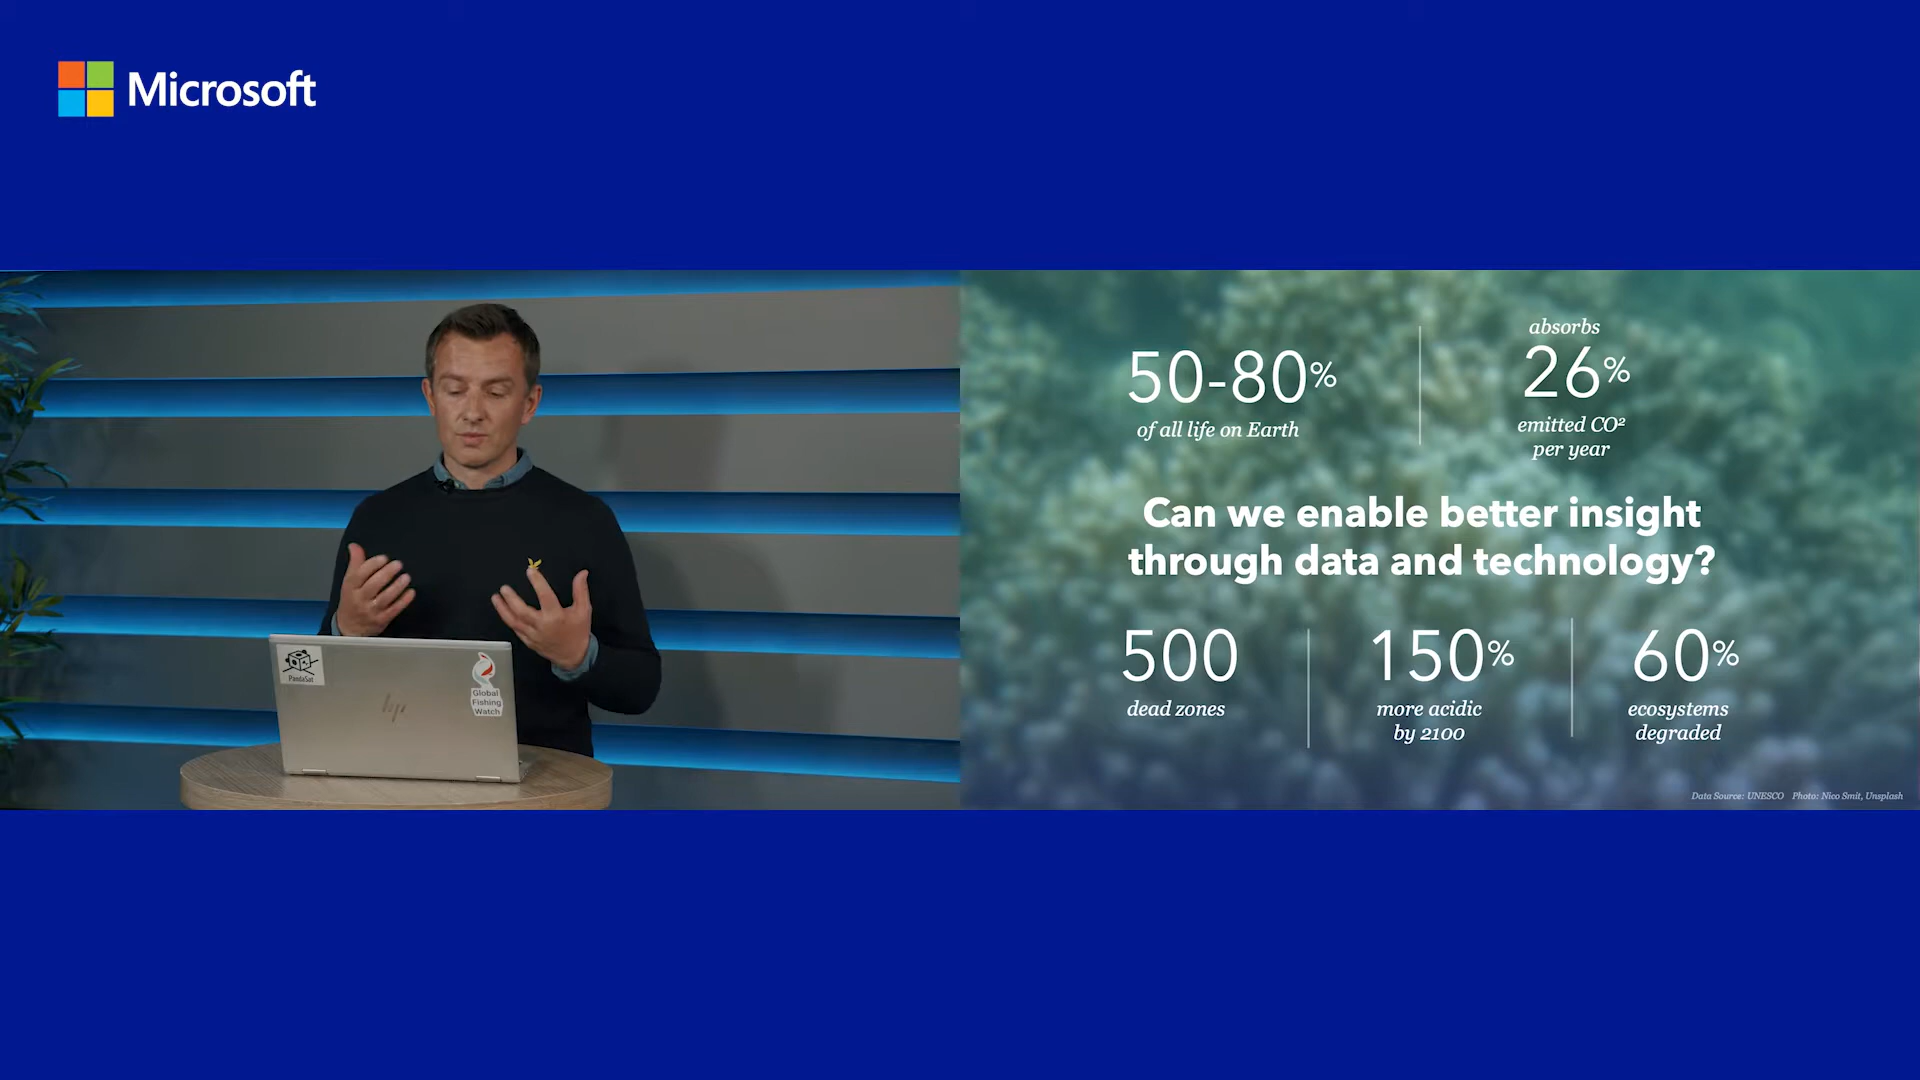 Microsoft
PandaSat
hp
Global
Fishing
Watch
50-80%
of all life on Earth
absorbs
26%
emitted CO²
per year
Can we enable better insight
through data and technology?
500
dead zones
150%
more acidic
by 2100
60%
ecosystems
degraded
Data Source: UNESCO Photo: Nico Smit, Unsplash